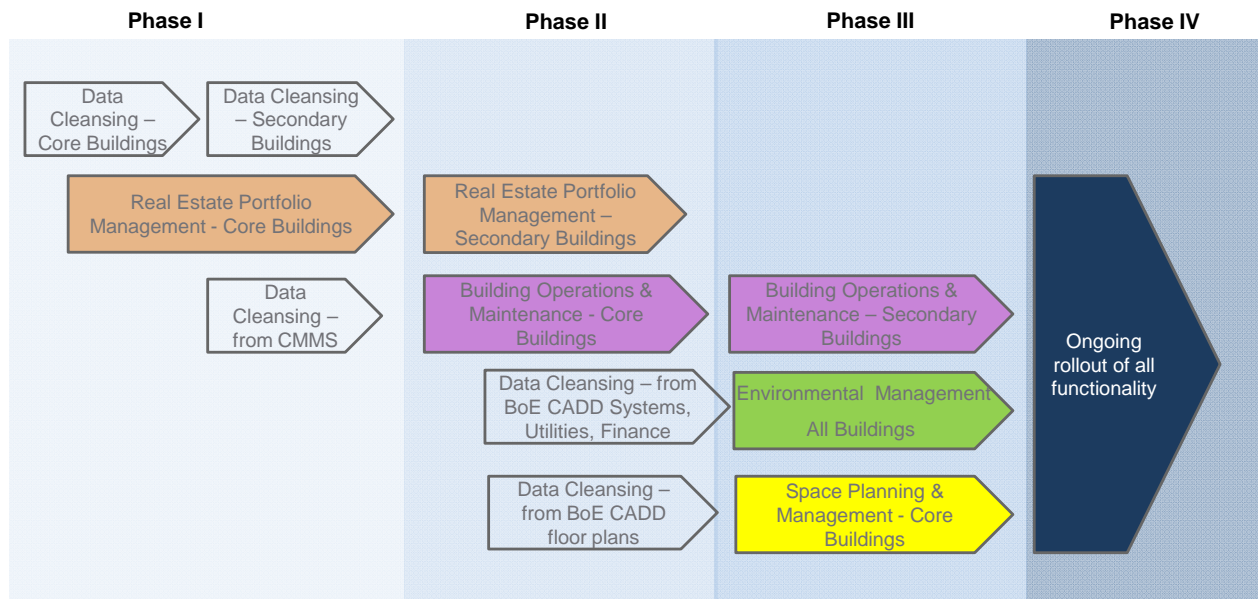 Phase I
Phase II
Phase III
Phase IV
Data
Cleansing –
Core Buildings
Data Cleansing
– Secondary
Buildings
Real Estate Portfolio
Management - Core Buildings
Real Estate Portfolio
Management –
Secondary Buildings
Data
Cleansing –
from CMMS
Building Operations &
Maintenance - Core
Buildings
Building Operations &
Maintenance – Secondary
Buildings
Data Cleansing – from
BoE CADD Systems,
Utilities, Finance
Environmental Management
All Buildings
Data Cleansing –
from BoE CADD
floor plans
Space Planning &
Management - Core
Buildings
Ongoing
rollout of all
functionality